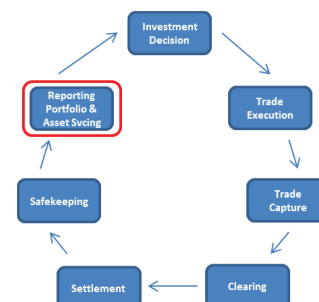 Investment
Decision
Trade
Execution
Trade
Capture
Clearing
Settlement
Safekeeping
Reporting
Portfolio &
Asset Svcing